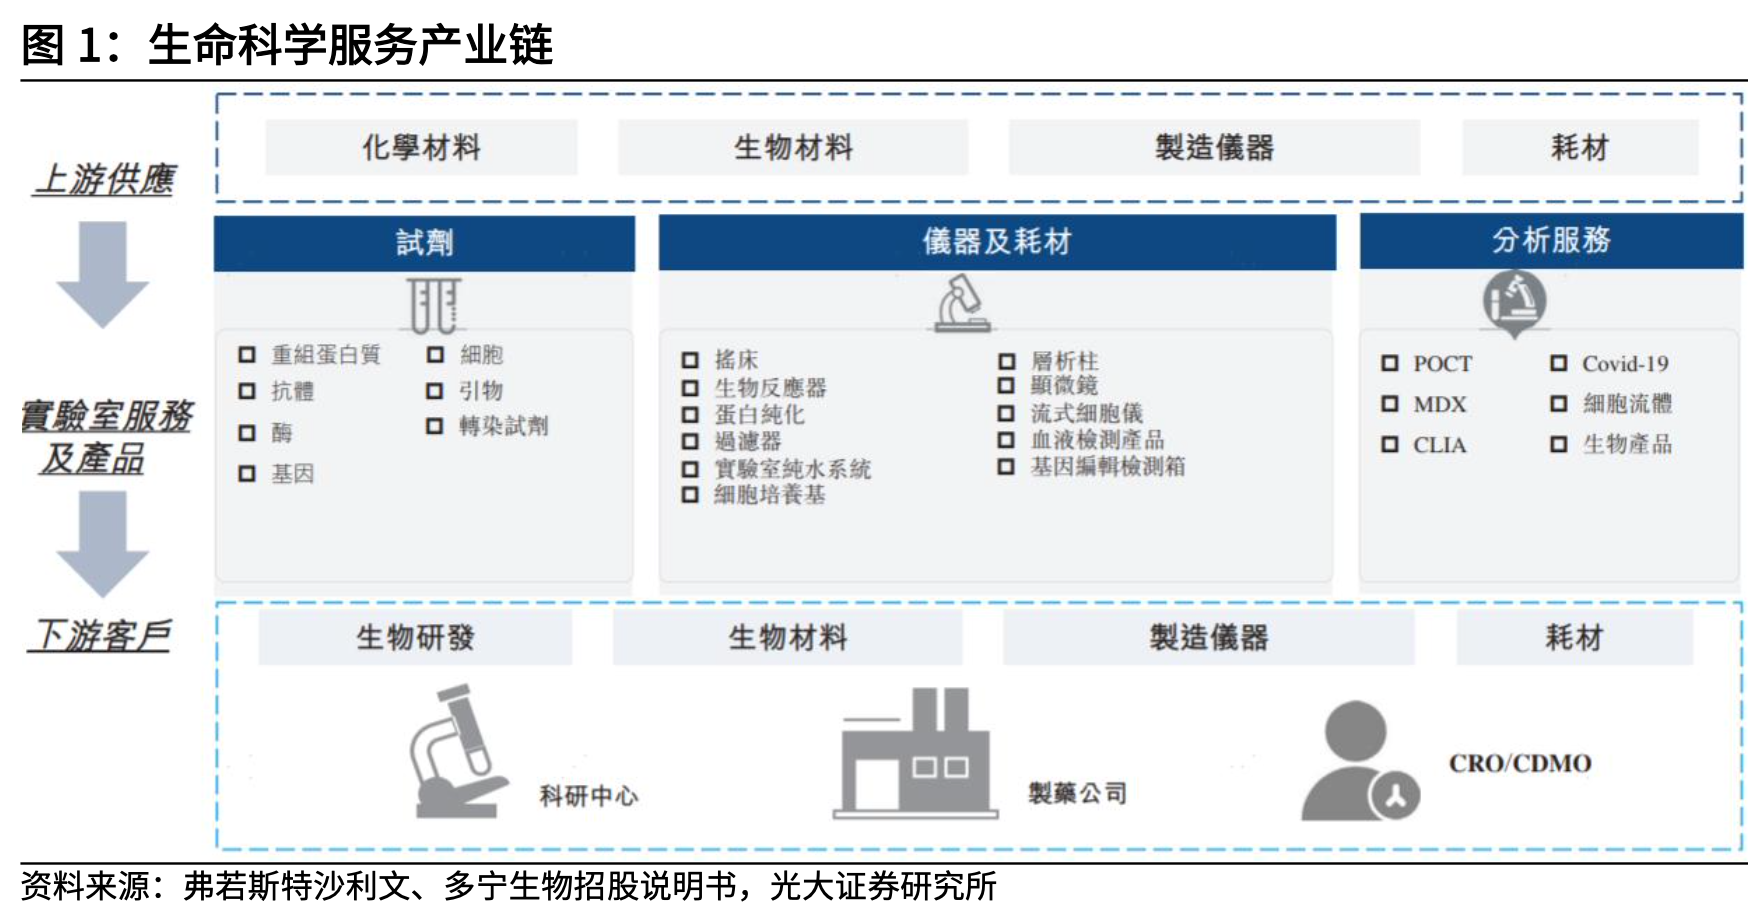 图 1：生命科学服务产业链
上游供應
化學材料
生物材料
製造儀器
耗材
實驗室服務
及產品
試劑
重組蛋白質
抗體
酶
基因
細胞
引物
轉染試劑
儀器及耗材
搖床
生物反應器
蛋白純化
過濾器
實驗室純水系統
細胞培養基
層析柱
顯微鏡
流式細胞儀
血液檢測產品
基因編輯檢測箱
分析服務
POCT
MDX
CLIA
Covid-19
細胞流體
生物產品
下游客戶
生物研發
生物材料
製造儀器
耗材
科研中心
製藥公司
CRO/CDMO
资料来源：弗若斯特沙利文、多宁生物招股说明书，光大证券研究所